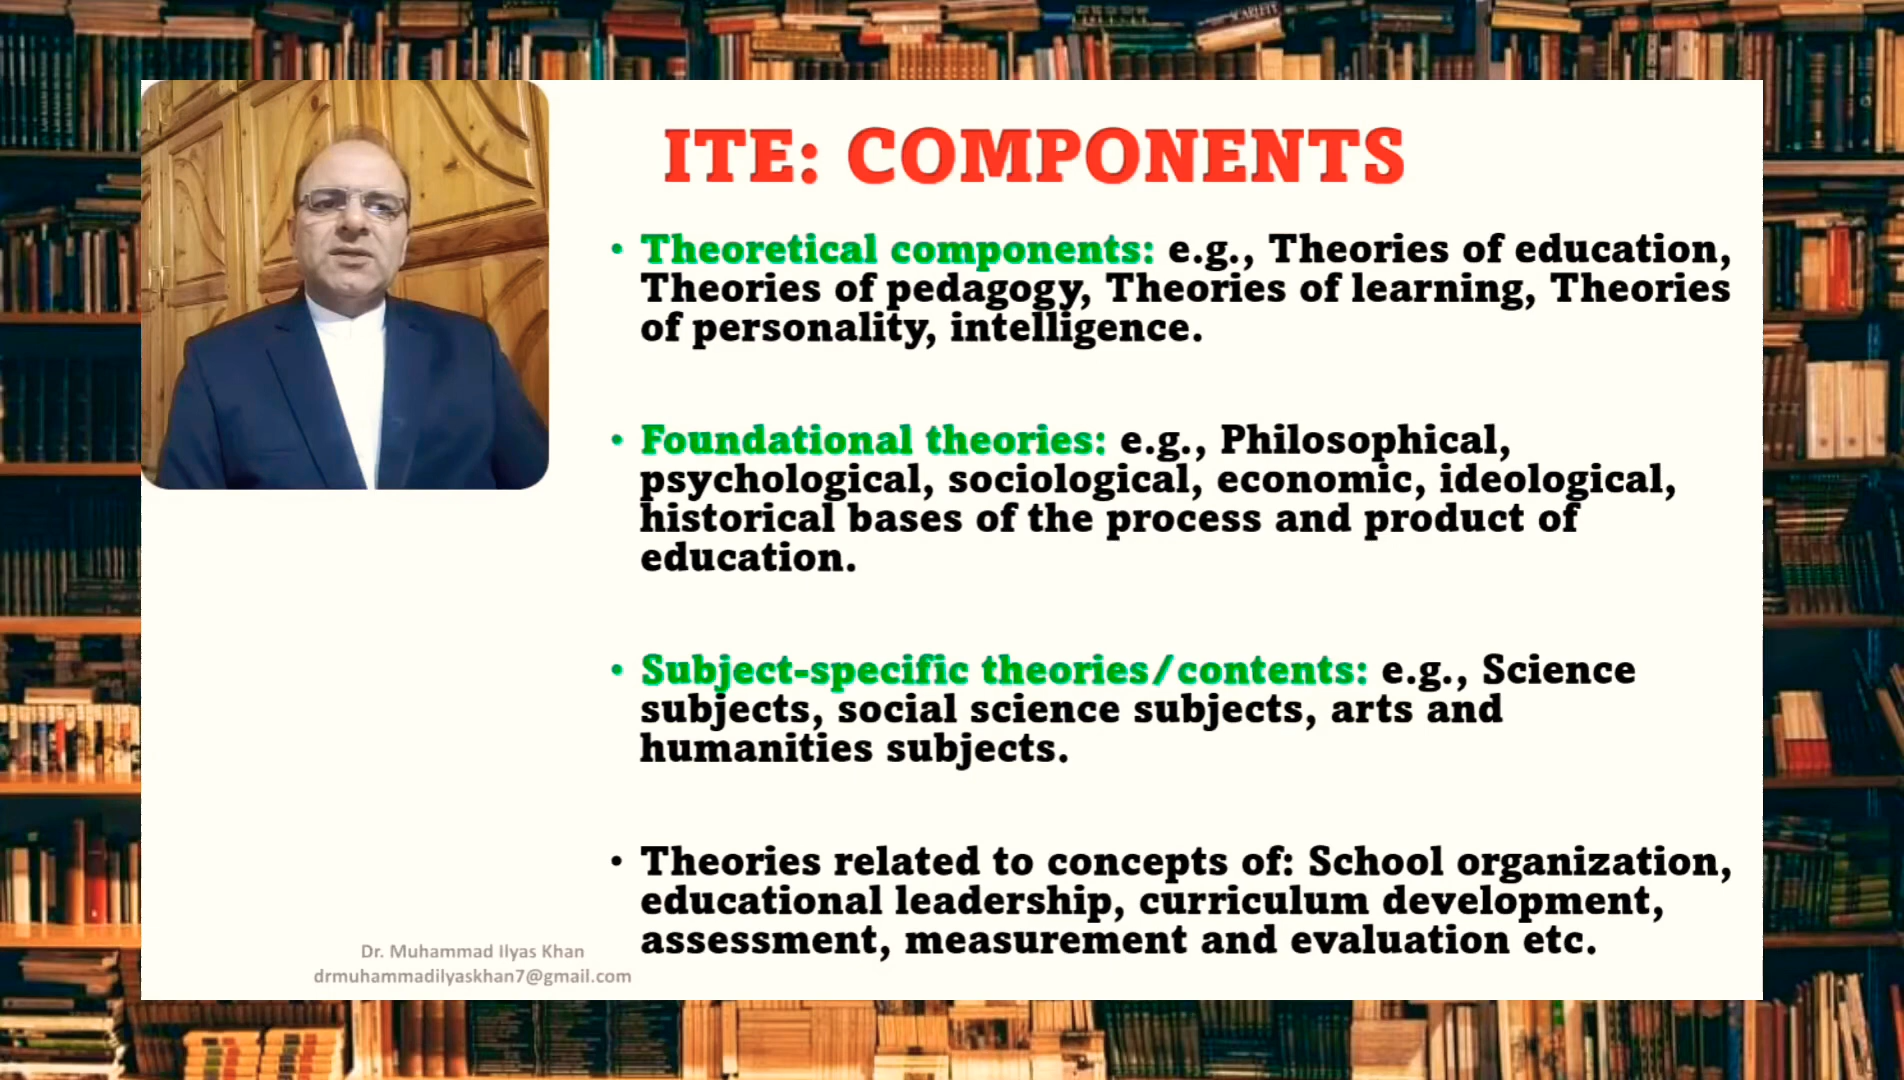 ITE: COMPONENTS
• Theoretical components: e.g., Theories of education,
Theories of pedagogy, Theories of learning, Theories
of personality, intelligence.
• Foundational theories: e.g., Philosophical,
psychological, sociological, economic, ideological,
historical bases of the process and product of
education.
• Subject-specific theories/contents: e.g., Science
subjects, social science subjects, arts and
humanities subjects.
• Theories related to concepts of: School organization,
educational leadership, curriculum development,
assessment, measurement and evaluation etc.
Dr. Muhammad Ilyas Khan
drmuhammadilyaskhan7@gmail.com